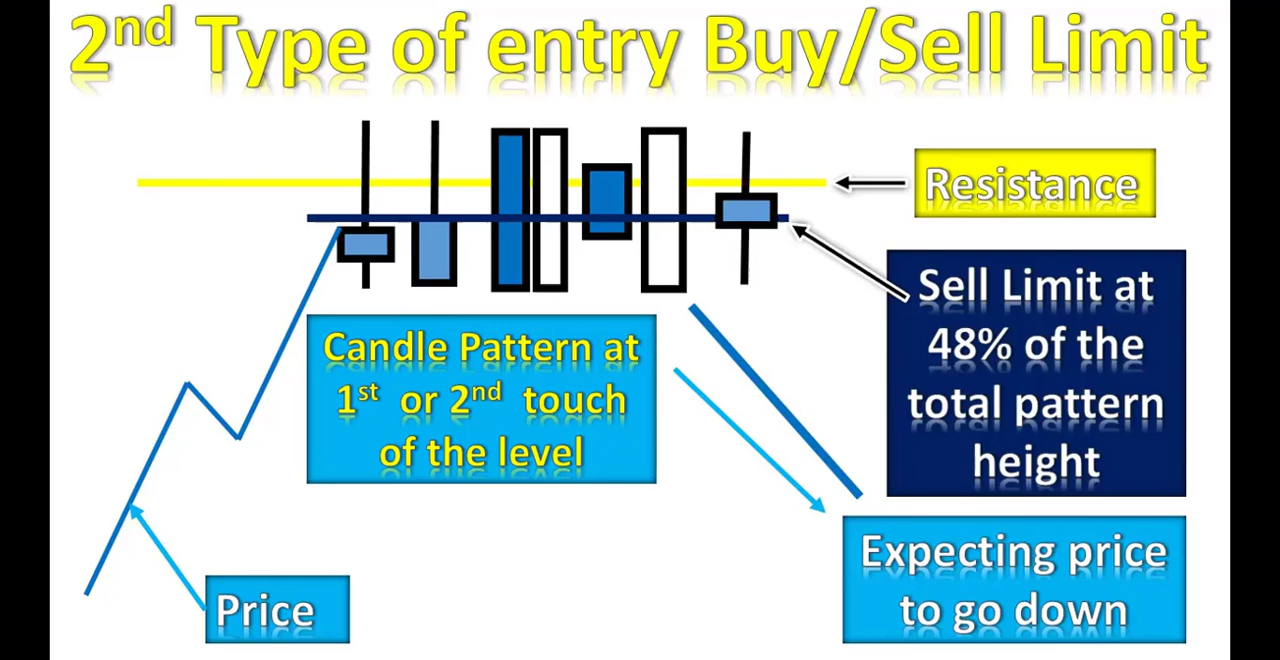 2nd Type of entry Buy/Sell Limit
Resistance
Sell Limit at
48% of the
total pattern
height
Candle Pattern at
1st or 2nd touch
of the level
Expecting price
to go down
Price